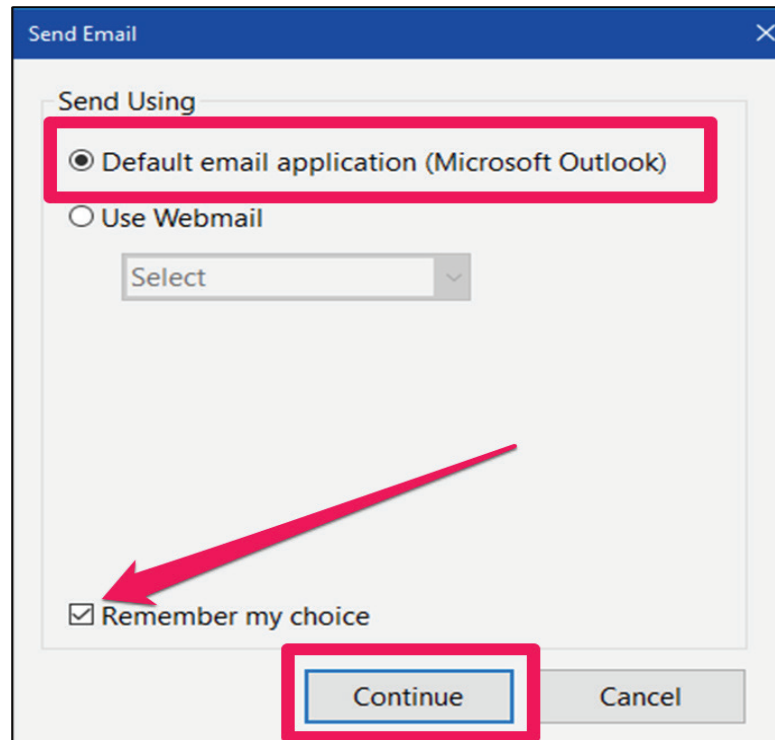 Send Email
Send Using
Default email application (Microsoft Outlook)
Use Webmail
Select
Remember my choice
Continue
Cancel